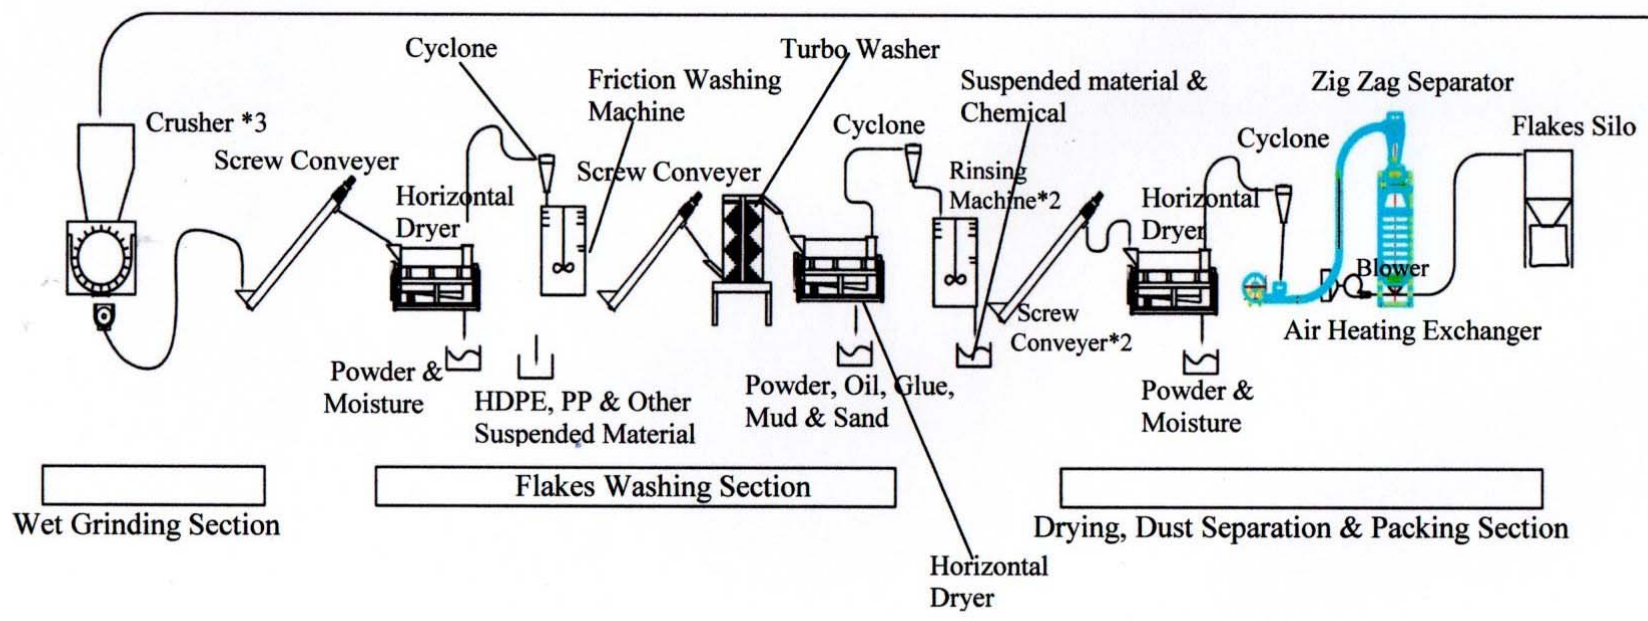 Cyclone
Turbo Washer
Friction Washing
Machine
Suspended material &
Chemical
Zig Zag Separator
Crusher *3
Screw Conveyer
Horizontal
Dryer
Screw Conveyer
Cyclone
Rinsing
Machine*2
Cyclone
Horizontal
Dryer
Flakes Silo
Blower
Air Heating Exchanger
Screw
Conveyer*2
Powder &
Moisture
HDPE, PP & Other
Suspended Material
Powder, Oil, Glue,
Mud & Sand
Powder &
Moisture
Wet Grinding Section
Flakes Washing Section
Drying, Dust Separation & Packing Section
Horizontal
Dryer